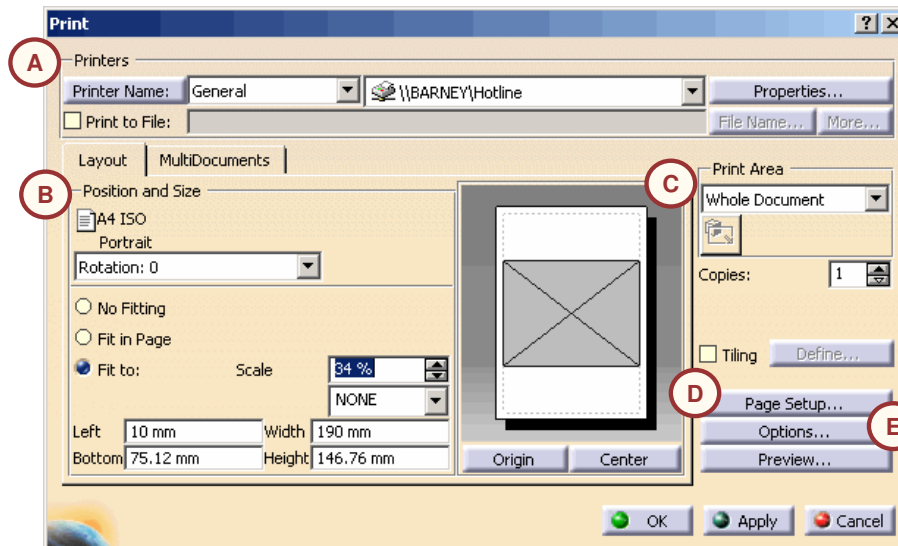 Print
A
Printers
Printer Name: General \\BARNEY\Hotline Properties...
Print to File: File Name... More...
Layout MultiDocuments
B
Position and Size
A4 ISO
Portrait
Rotation: 0
No Fitting
Fit in Page
Fit to: Scale 34 %
NONE
Left 10 mm Width 190 mm
Bottom 75.12 mm Height 146.76 mm
Origin Center
C
Print Area
Whole Document
Copies: 1
Tiling Define...
D
Page Setup...
E
Options...
Preview...
OK Apply Cancel